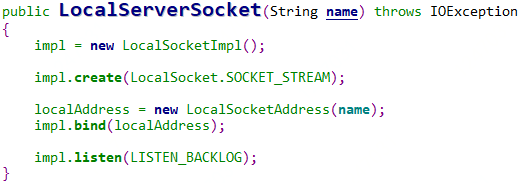 public LocalServerSocket(String name) throws IOException
{
    impl = new LocalSocketImpl();
    impl.create(LocalSocket.SOCKET_STREAM);
    localAddress = new LocalSocketAddress(name);
    impl.bind(localAddress);
    impl.listen(LISTEN_BACKLOG);
}